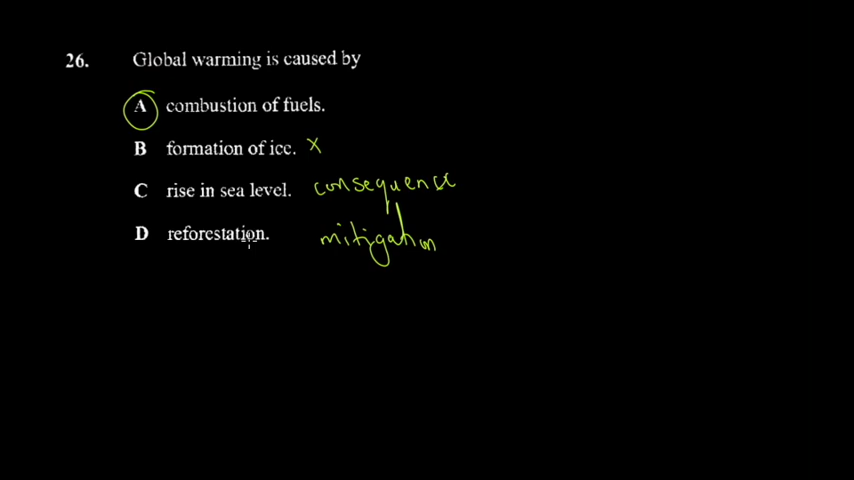 26. Global warming is caused by
A combustion of fuels.
B formation of ice. x
C rise in sea level. consequence
D reforestation. mitigation